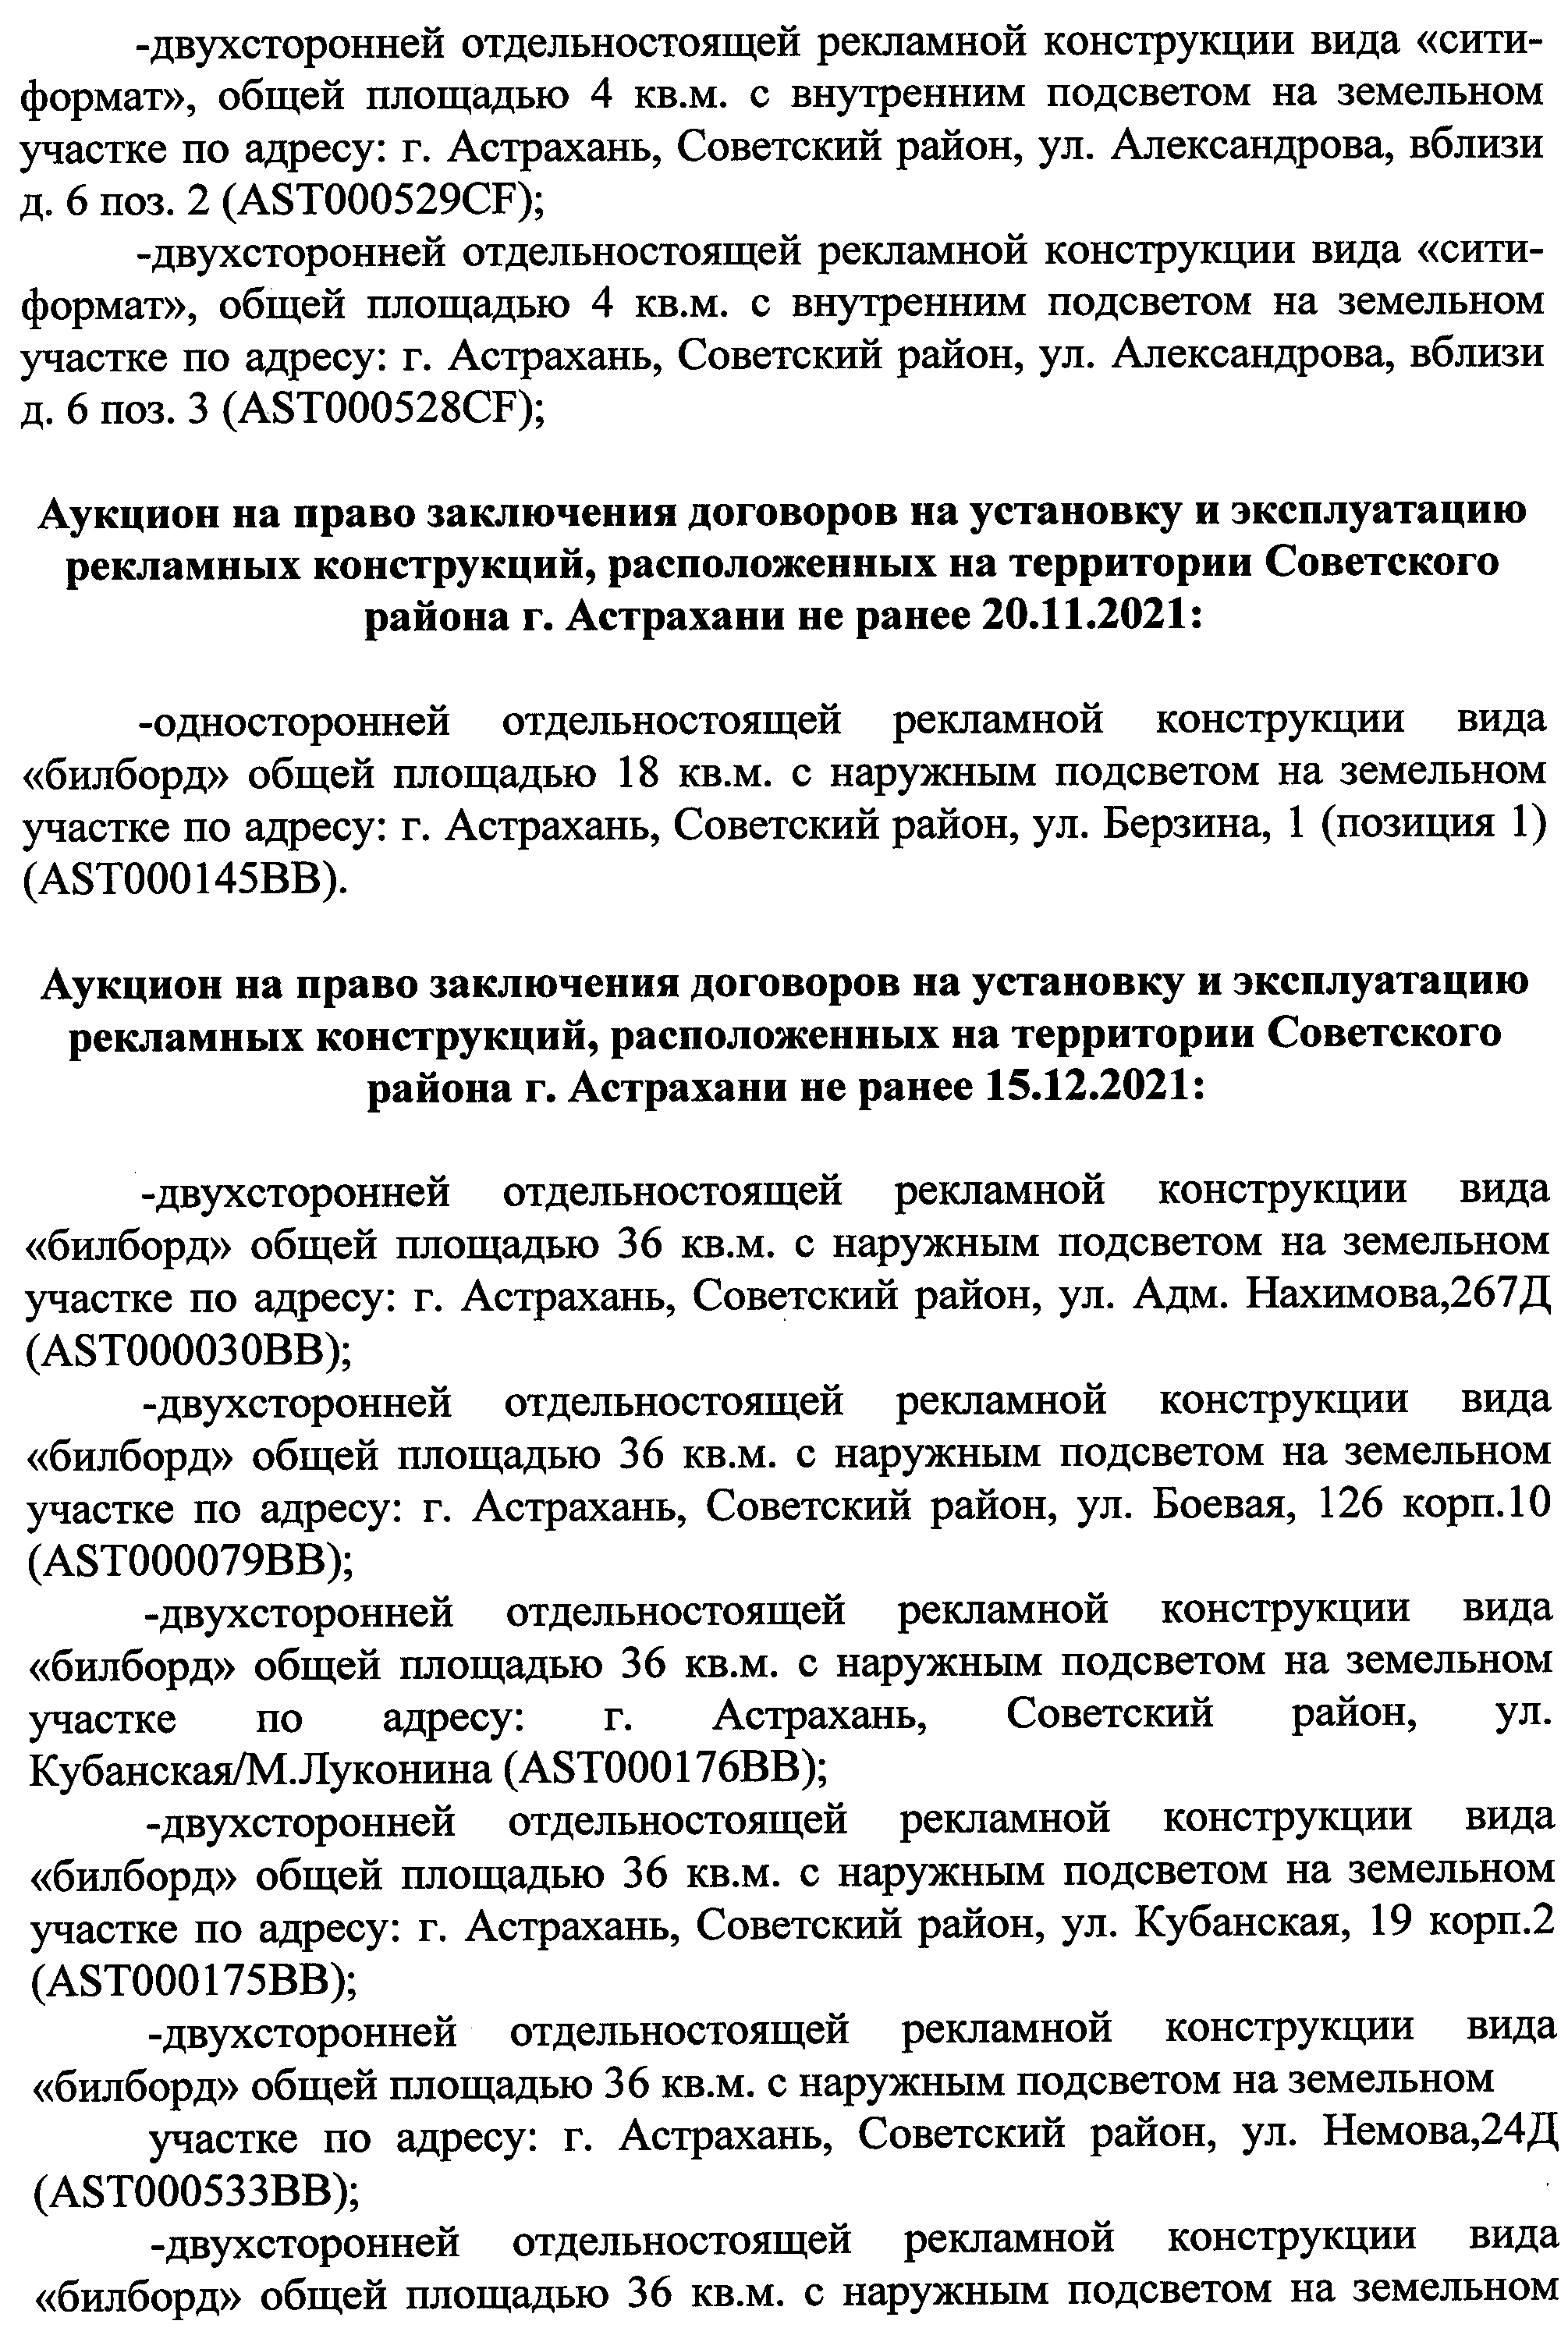 -двухсторонней отдельностоящей рекламной конструкции вида «сити-
формат», общей площадью 4 кв.м. с внутренним подсветом на земельном
участке по адресу: г. Астрахань, Советский район, ул. Александрова, вблизи
д. 6 поз. 2 (AST000529CF);
-двухсторонней отдельностоящей рекламной конструкции вида «сити-
формат», общей площадью 4 кв.м. с внутренним подсветом на земельном
участке по адресу: г. Астрахань, Советский район, ул. Александрова, вблизи
д. 6 поз. 3 (AST000528CF);
Аукцион на право заключения договоров на установку и эксплуатацию
рекламных конструкций, расположенных на территории Советского
района г. Астрахани не ранее 20.11.2021:
-односторонней отдельностоящей рекламной конструкции вида
«билборд» общей площадью 18 кв.м. с наружным подсветом на земельном
участке по адресу: г. Астрахань, Советский район, ул. Берзина, 1 (позиция 1)
(AST000145BB).
Аукцион на право заключения договоров на установку и эксплуатацию
рекламных конструкций, расположенных на территории Советского
района г. Астрахани не ранее 15.12.2021:
-двухсторонней отдельностоящей рекламной конструкции вида
«билборд» общей площадью 36 кв.м. с наружным подсветом на земельном
участке по адресу: г. Астрахань, Советский район, ул. Адм. Нахимова,267Д
(AST000030BB);
-двухсторонней отдельностоящей рекламной конструкции вида
«билборд» общей площадью 36 кв.м. с наружным подсветом на земельном
участке по адресу: г. Астрахань, Советский район, ул. Боевая, 126 корп.10
(AST000079BB);
-двухсторонней отдельностоящей рекламной конструкции вида
«билборд» общей площадью 36 кв.м. с наружным подсветом на земельном
участке по адресу: г. Астрахань, Советский район, ул.
Кубанская/М.Луконина (AST000176BB);
-двухсторонней отдельностоящей рекламной конструкции вида
«билборд» общей площадью 36 кв.м. с наружным подсветом на земельном
участке по адресу: г. Астрахань, Советский район, ул. Кубанская, 19 корп.2
(AST000175BB);
-двухсторонней отдельностоящей рекламной конструкции вида
«билборд» общей площадью 36 кв.м. с наружным подсветом на земельном
участке по адресу: г. Астрахань, Советский район, ул. Немова,24Д
(AST000533BB);
-двухсторонней отдельностоящей рекламной конструкции вида
«билборд» общей площадью 36 кв.м. с наружным подсветом на земельном